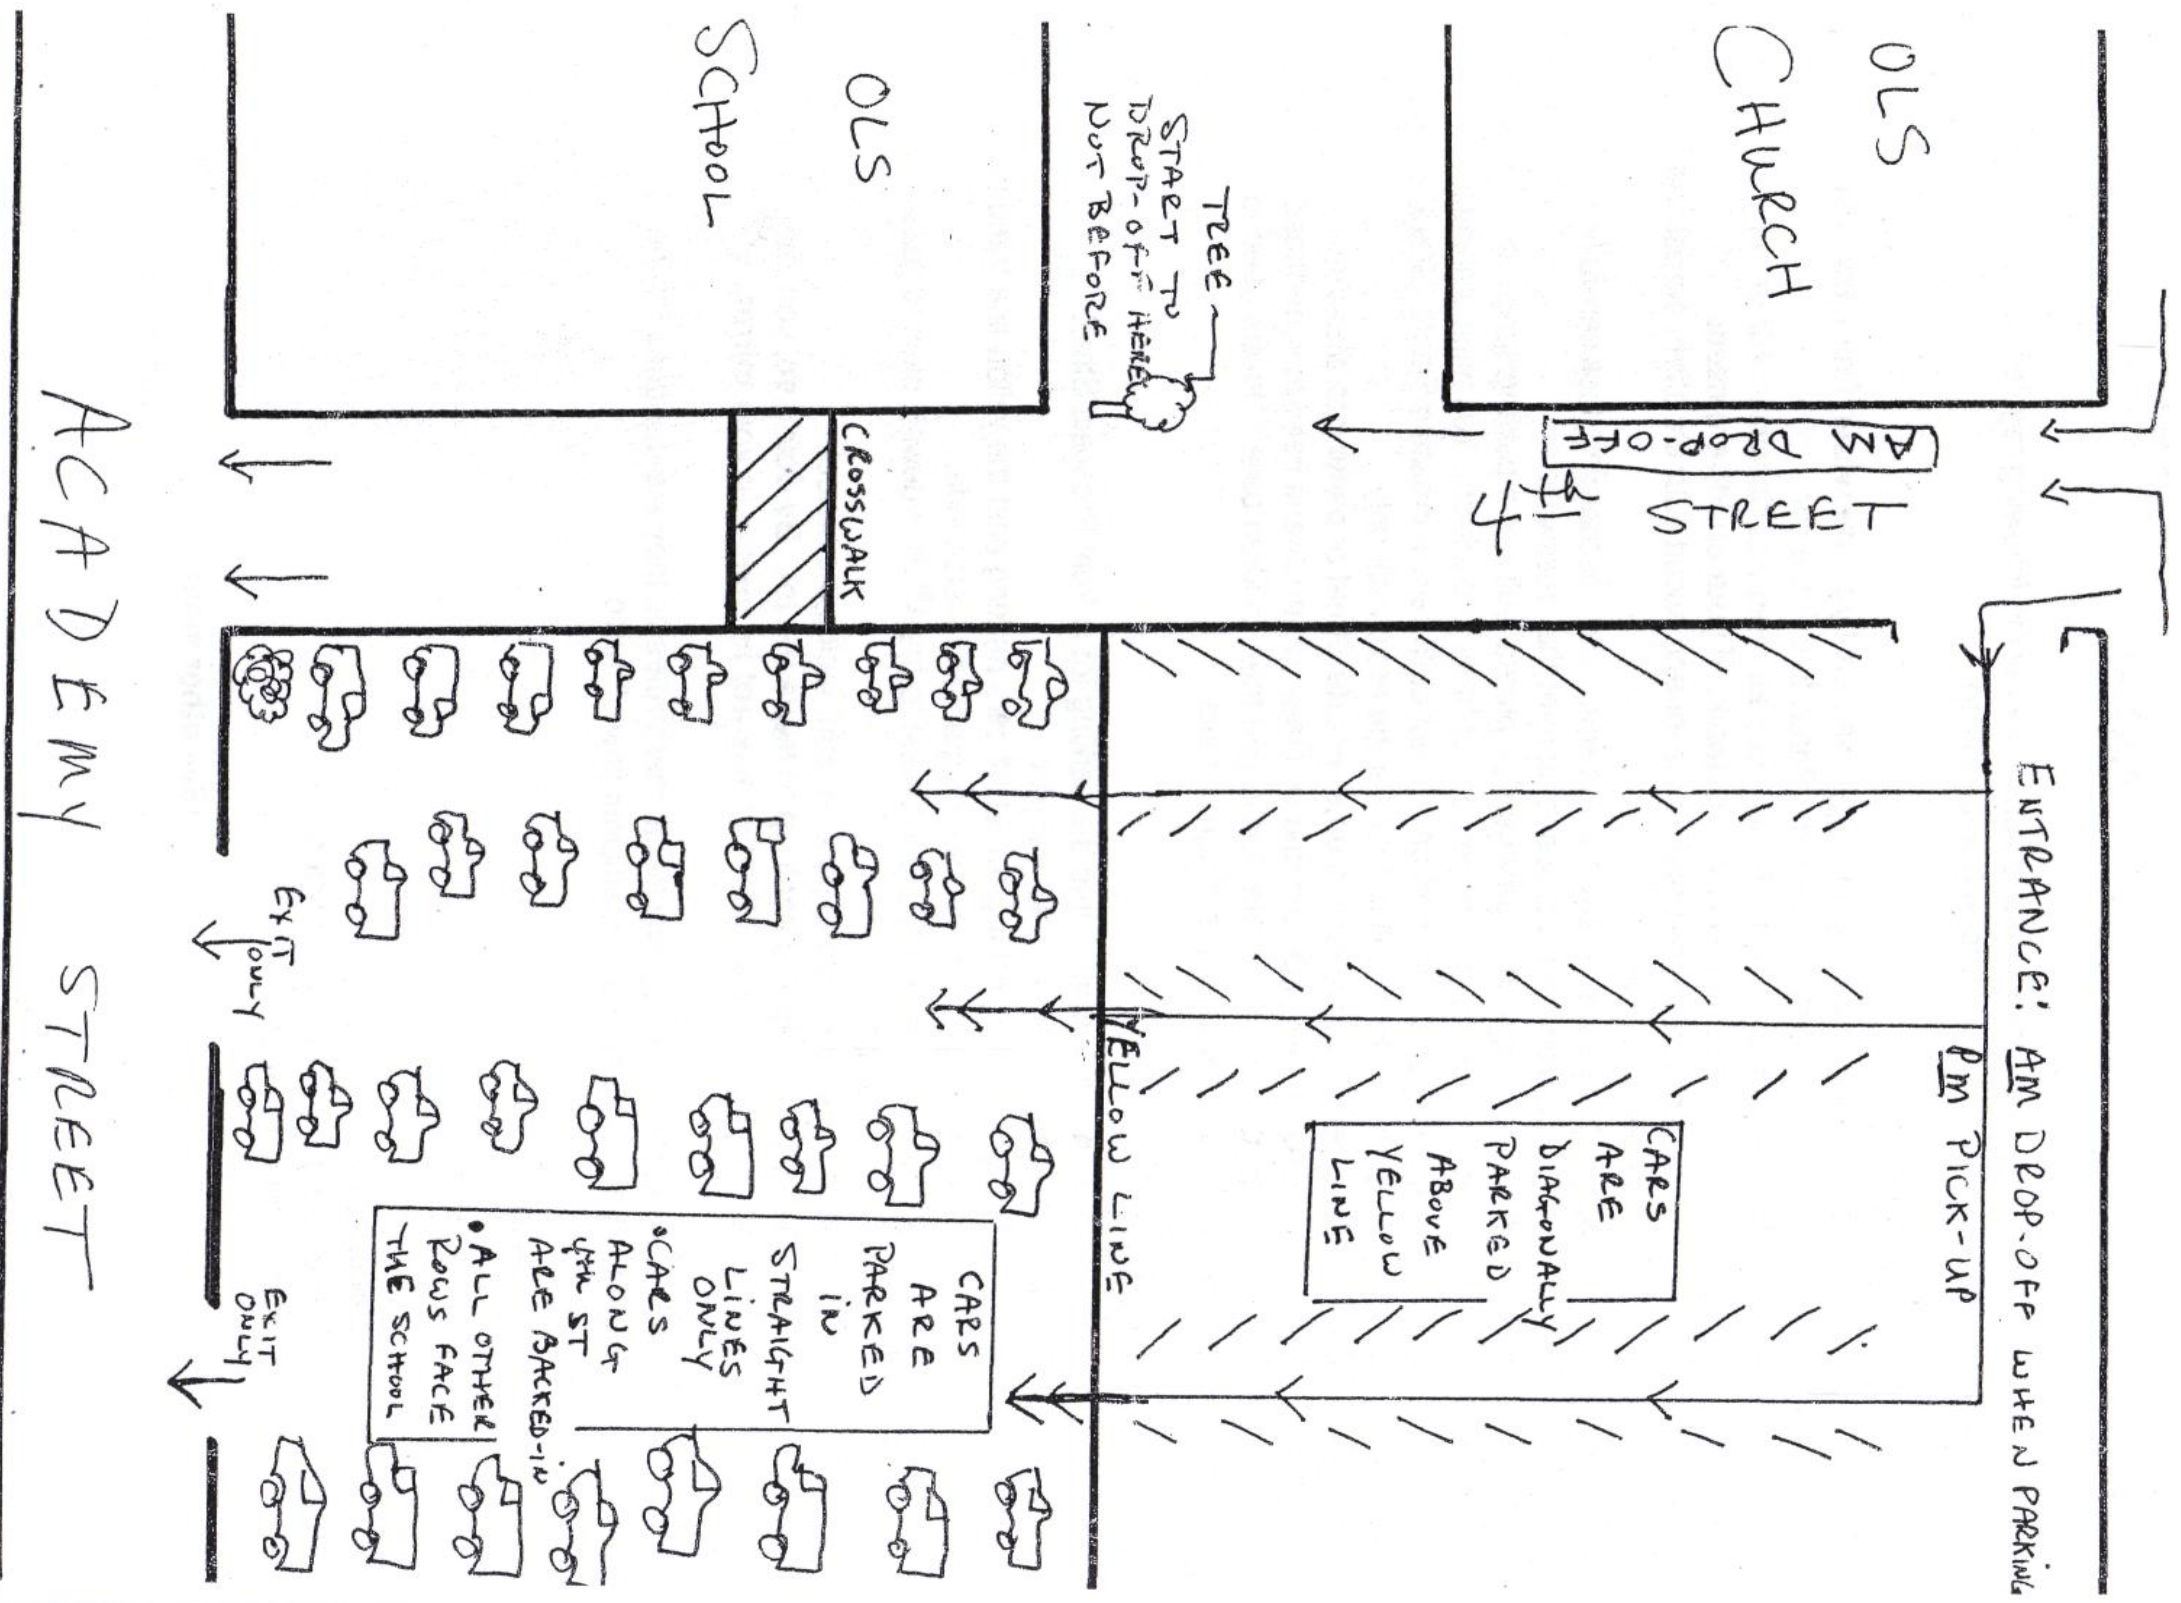 OLS
CHURCH
AM DROP-OFF
4th STREET
TREE
START TO
DROP-OFF HERE
NOT BEFORE
OLS
SCHOOL
CROSSWALK
ENTRANCE: AM DROP-OFF WHEN PARKING
PM PICK-UP
CARS
ARE
DIAGONALLY
PARKED
ABOVE
YELLOW
LINE
YELLOW LINE
CARS
ARE
PARKED
IN
STRAIGHT
LINES
ONLY
•CARS
ALONG
4TH ST
ARE BACKED-IN
•ALL OTHER
ROWS FACE
THE SCHOOL
EXIT
ONLY
EXIT
ONLY
ACADEMY STREET